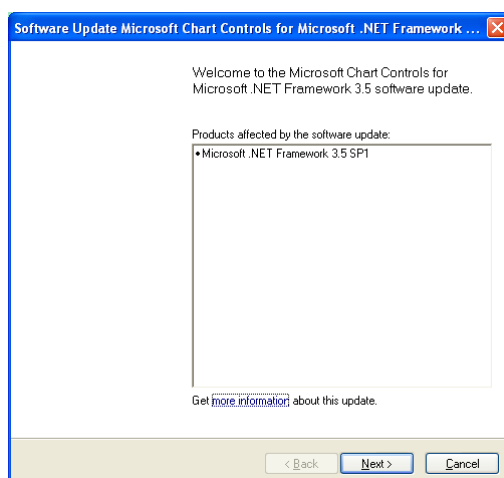 Software Update Microsoft Chart Controls for Microsoft .NET Framework ...
Welcome to the Microsoft Chart Controls for
Microsoft .NET Framework 3.5 software update.
Products affected by the software update:
•Microsoft .NET Framework 3.5 SP1
Get more information about this update.
< Back Next > Cancel